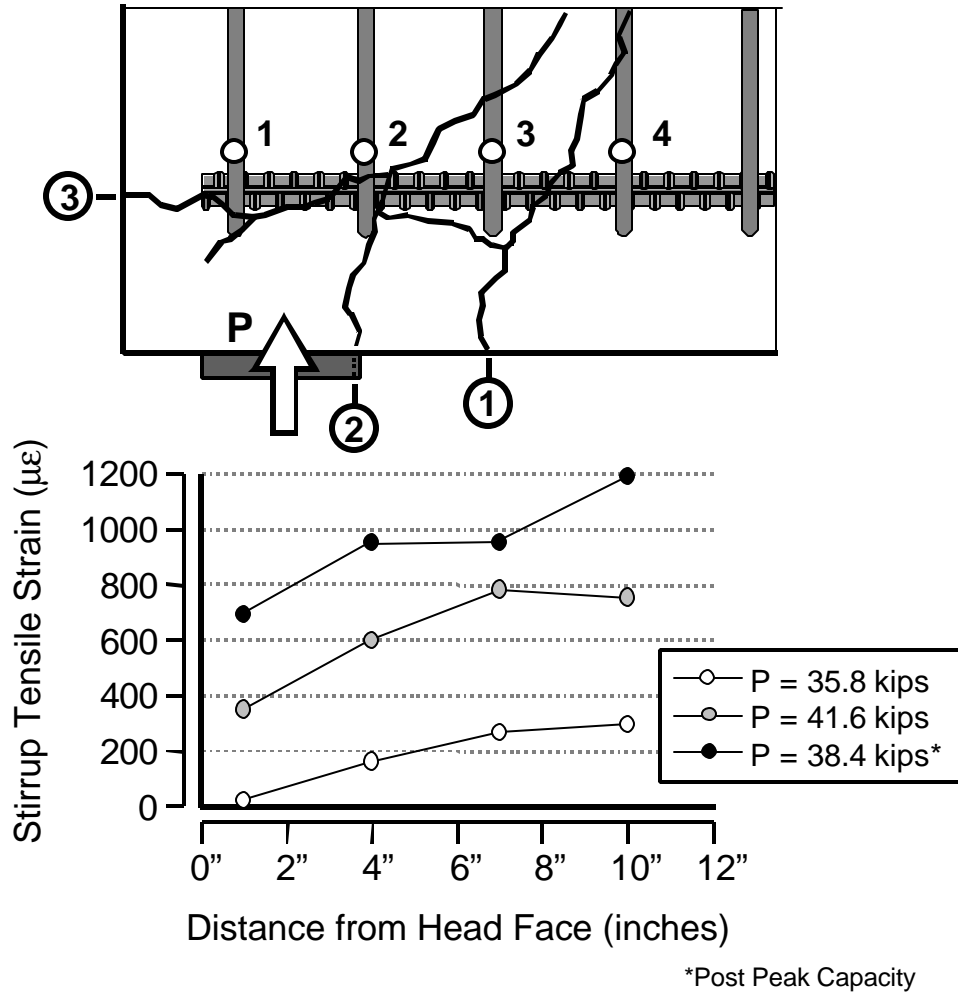 1 2 3 4
3
P
1
2
Stirrup Tensile Strain (με)
1200
1000
800
600
400
200
0
P = 35.8 kips
P = 41.6 kips
P = 38.4 kips*
0” 2” 4” 6” 8” 10” 12”
Distance from Head Face (inches)
*Post Peak Capacity